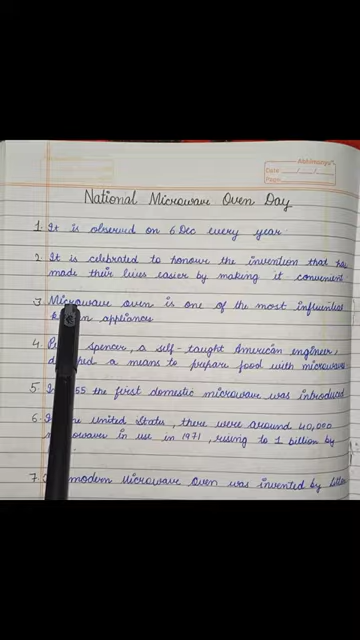 Abhimanyu
Date: / /
Page:
National Microwave Oven Day
1. It is observed on 6 Dec every year
2. It is celebrated to honour the invention that has
made their lives easier by making it convenient
3 Microwave oven is one of the most influential
appliances
4. spencer, a self-taught American engineer,
a means to prepare food with microwaves
5. 55 the first domestic microwave was introduced
6. United States, there were around 40,000
in use in 1971, rising to 1 billion by
7. modern Microwave Oven was invented by